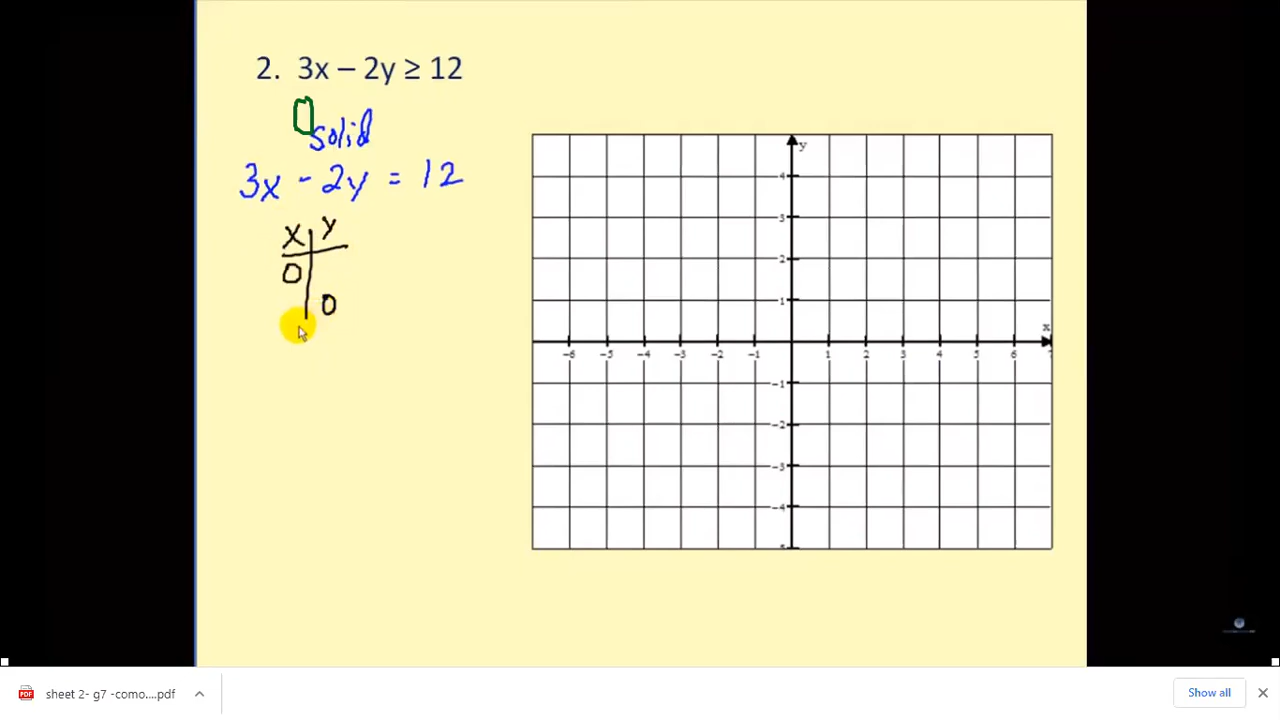 2. 3x – 2y ≥ 12
solid
3x - 2y = 12
X Y
0
0
y
4
3
2
1
x
-6 -5 -4 -3 -2 -1 1 2 3 4 5 6 7
-1
-2
-3
-4
sheet 2- g7 -como....pdf
Show all